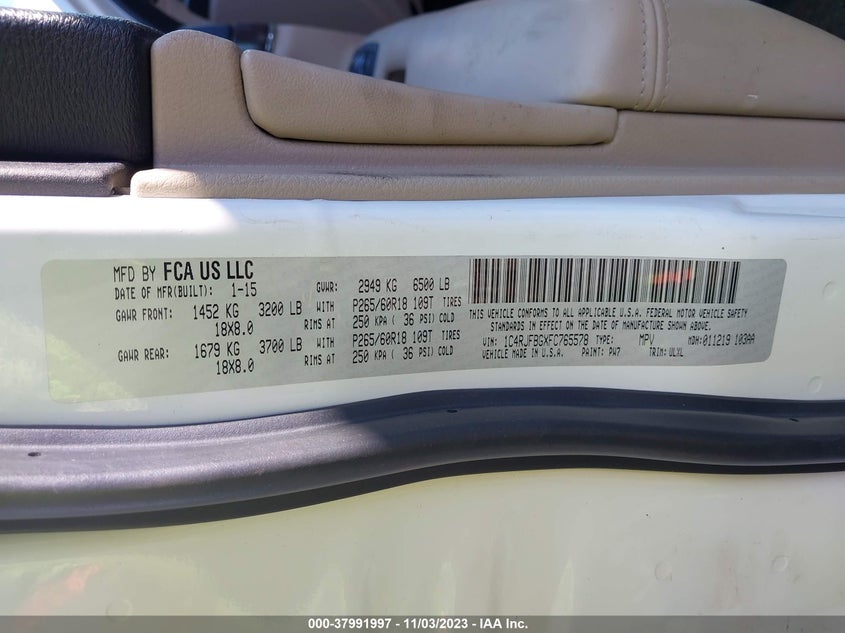 MFD BY FCA US LLC
DATE OF MFR(BUILT): 1-15
GVWR: 2949 KG 6500 LB
GAWR FRONT: 1452 KG 3200 LB WITH P265/60R18 109T TIRES
18X8.0 RIMS AT 250 KPA ( 36 PSI) COLD
GAWR REAR: 1679 KG 3700 LB WITH P265/60R18 109T TIRES
18X8.0 RIMS AT 250 KPA ( 36 PSI) COLD
THIS VEHICLE CONFORMS TO ALL APPLICABLE U.S.A. FEDERAL MOTOR VEHICLE SAFETY
STANDARDS IN EFFECT ON THE DATE OF MANUFACTURE SHOWN ABOVE.
VIN: 1C4RJFBGXFC765578 TYPE: MPV MDH: 011219 103AA
VEHICLE MADE IN U.S.A. PAINT: PW7 TRIM: ULXL
000-37991997 - 11/03/2023 - IAA Inc.